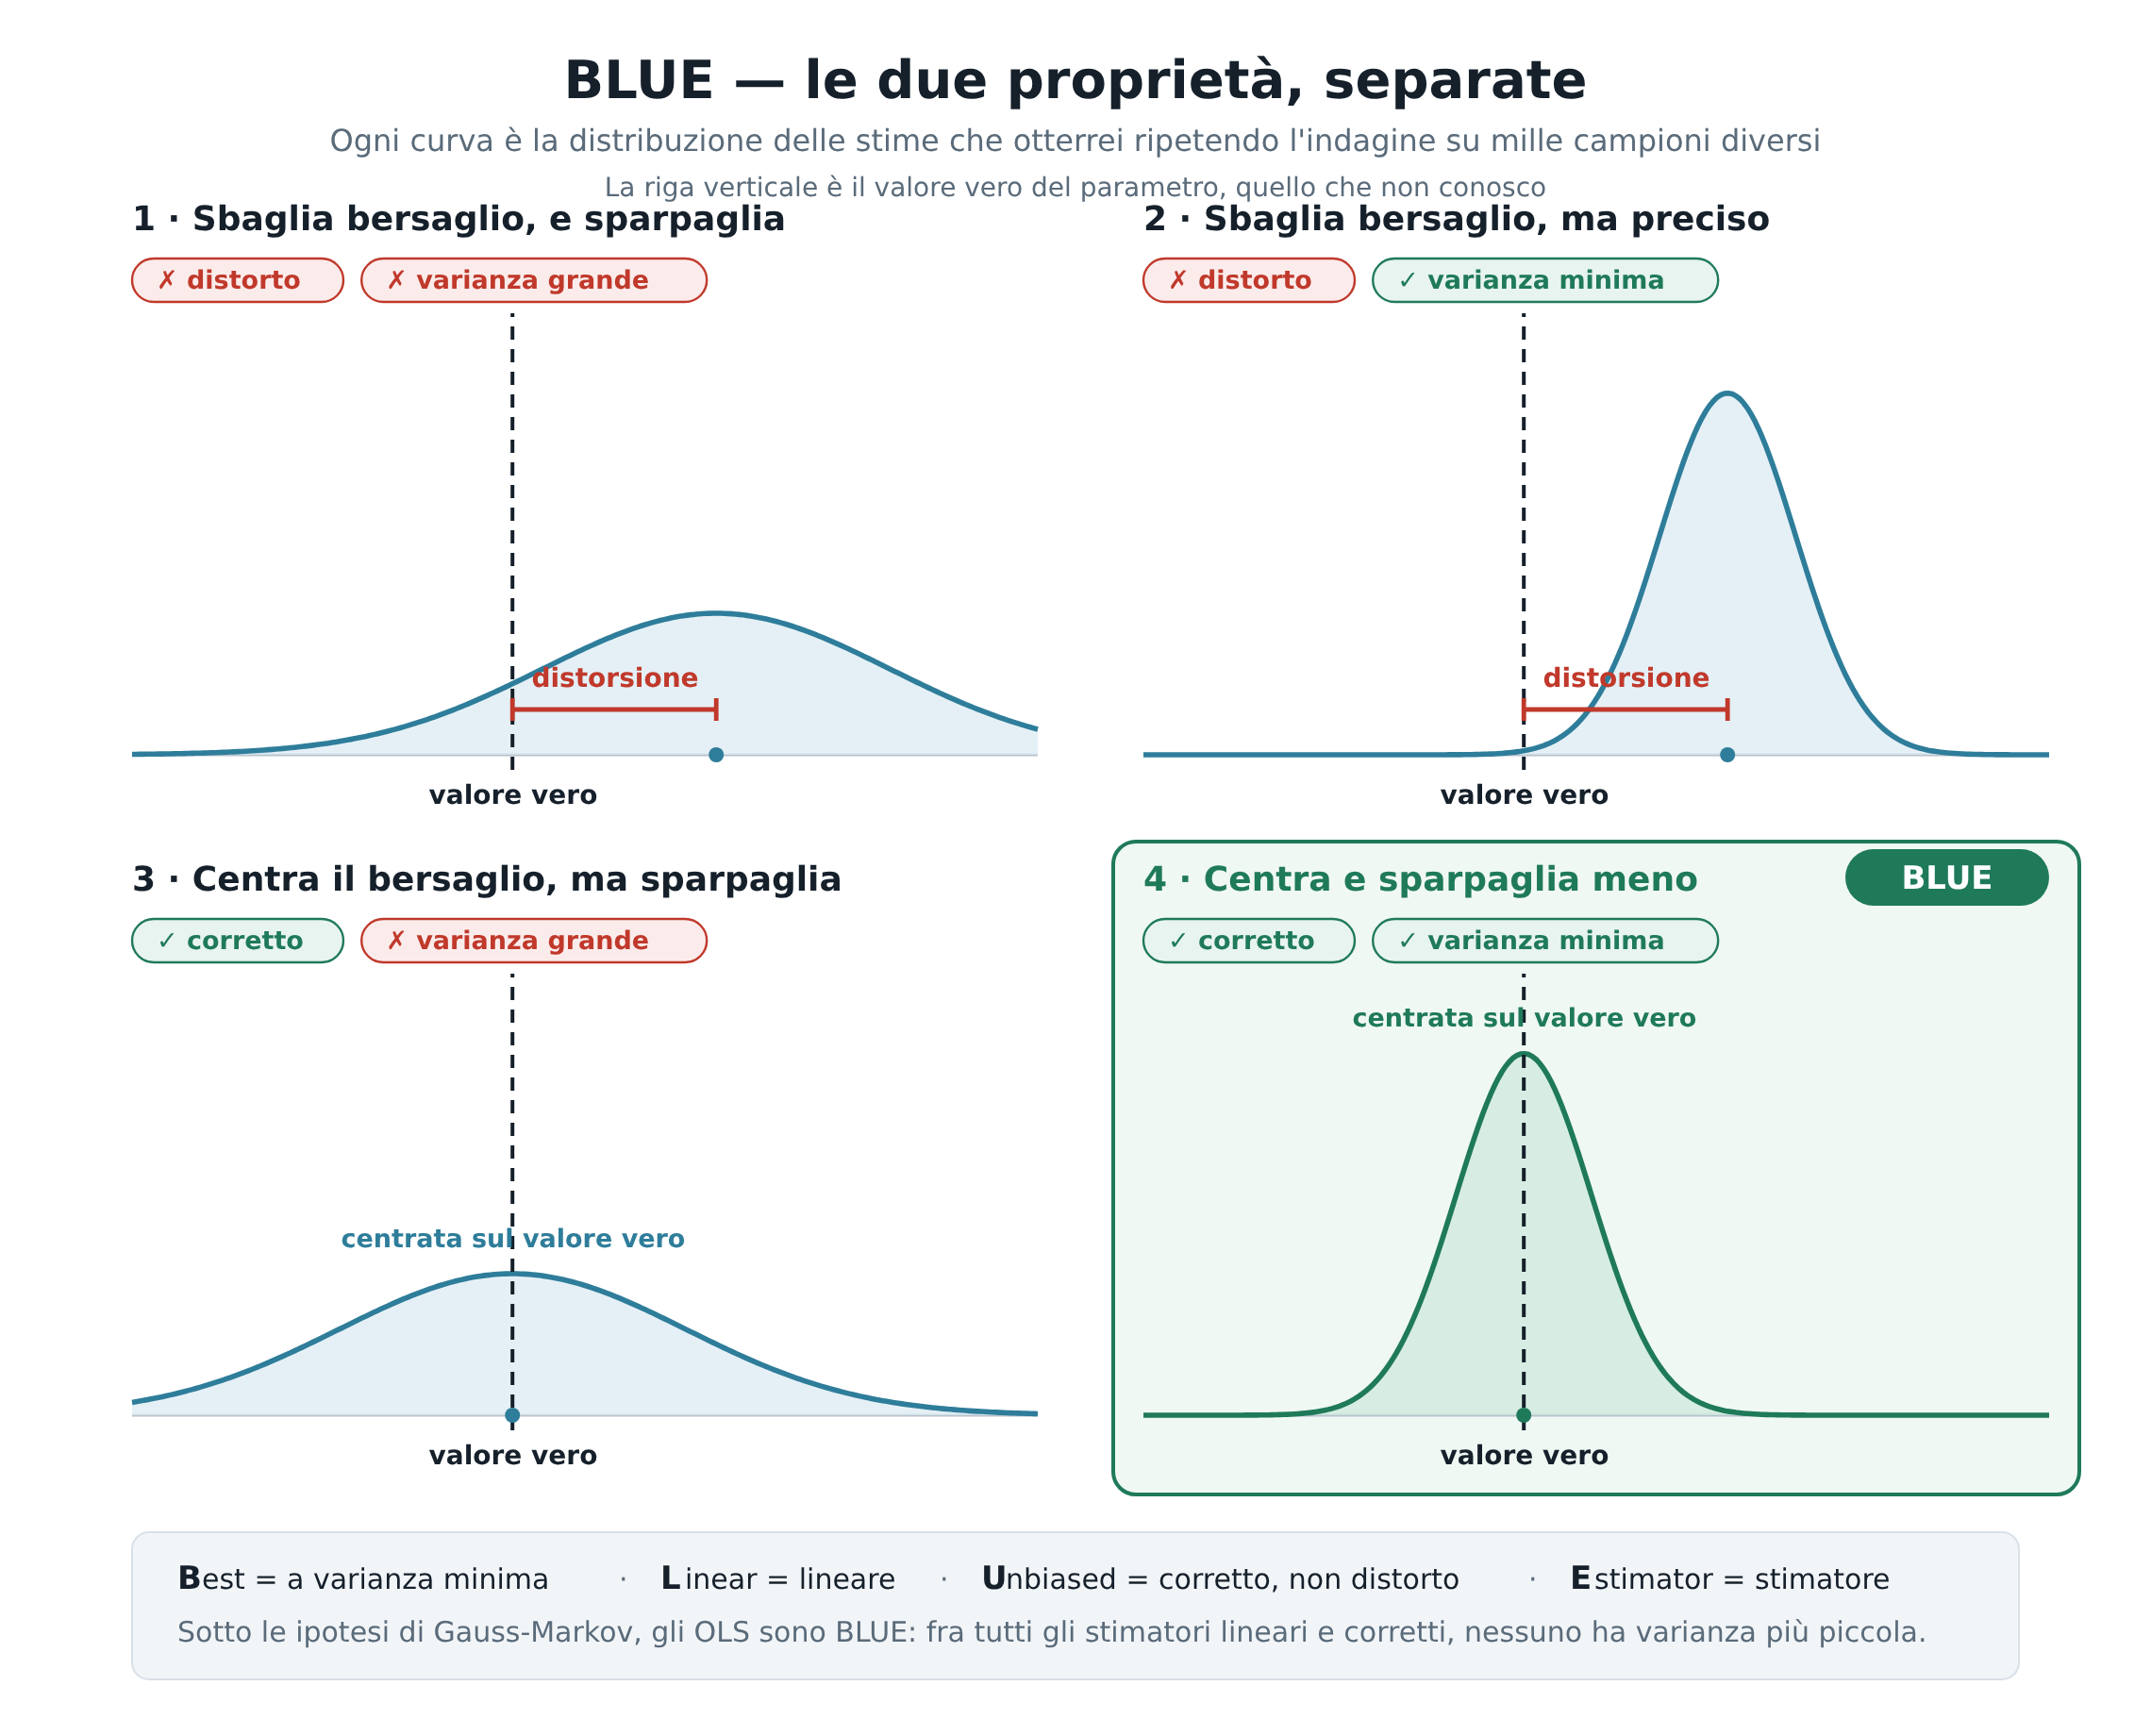 BLUE — le due proprietà, separate
Ogni curva è la distribuzione delle stime che otterrei ripetendo l'indagine su mille campioni diversi
La riga verticale è il valore vero del parametro, quello che non conosco
1 · Sbaglia bersaglio, e sparpaglia
✗ distorto
✗ varianza grande
distorsione
valore vero
2 · Sbaglia bersaglio, ma preciso
✗ distorto
✓ varianza minima
distorsione
valore vero
3 · Centra il bersaglio, ma sparpaglia
✓ corretto
✗ varianza grande
centrata sul valore vero
valore vero
4 · Centra e sparpaglia meno
BLUE
✓ corretto
✓ varianza minima
centrata sul valore vero
valore vero
Best = a varianza minima · Linear = lineare · Unbiased = corretto, non distorto · Estimator = stimatore
Sotto le ipotesi di Gauss-Markov, gli OLS sono BLUE: fra tutti gli stimatori lineari e corretti, nessuno ha varianza più piccola.